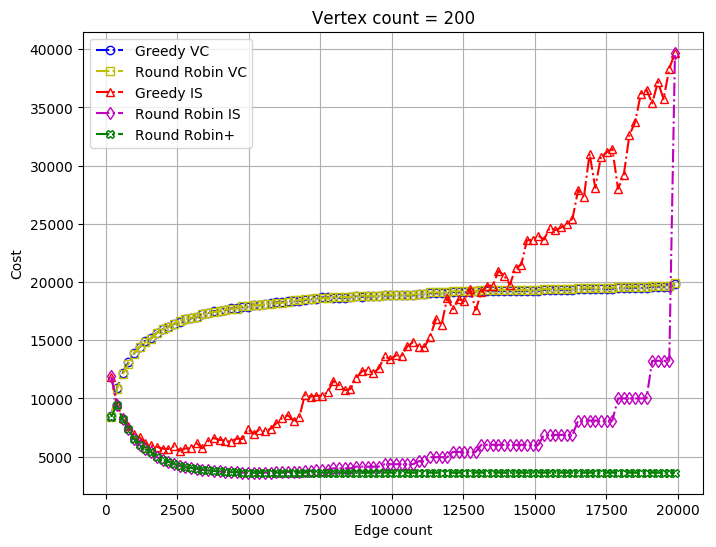 Vertex count = 200
Greedy VC
Round Robin VC
Greedy IS
Round Robin IS
Round Robin+
40000
35000
30000
25000
20000
15000
10000
5000
Cost
0 2500 5000 7500 10000 12500 15000 17500 20000
Edge count